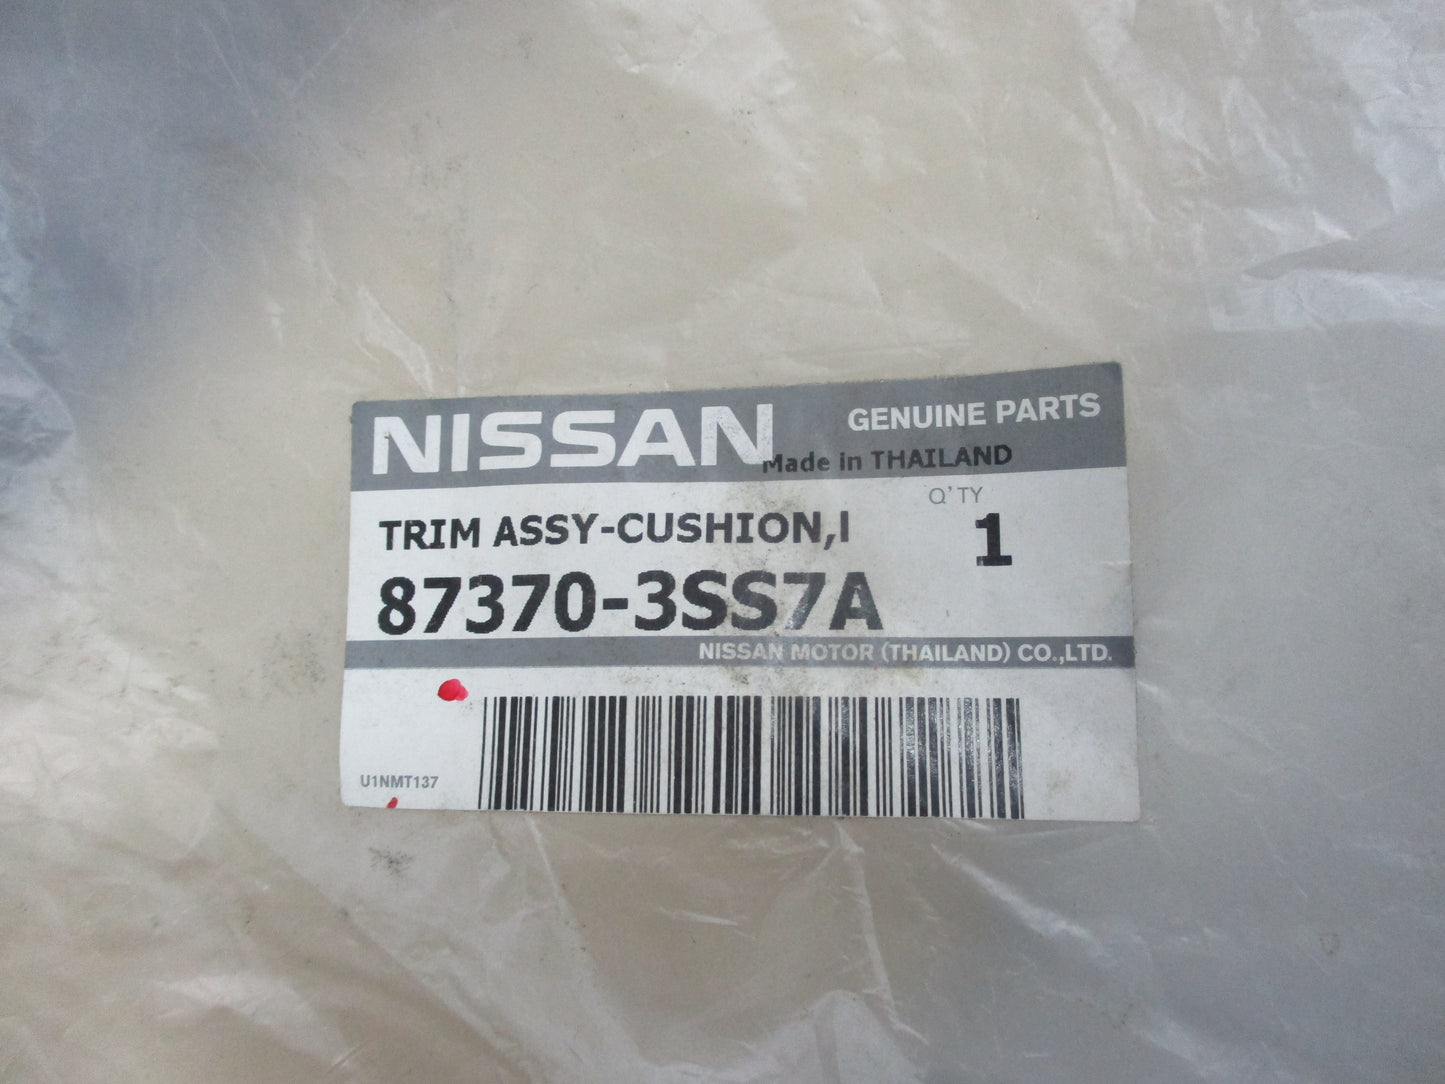 NISSAN GENUINE PARTS
Made in THAILAND
Q'TY
TRIM ASSY-CUSHION,I
1
87370-3SS7A
NISSAN MOTOR (THAILAND) CO.,LTD.
U1NMT137